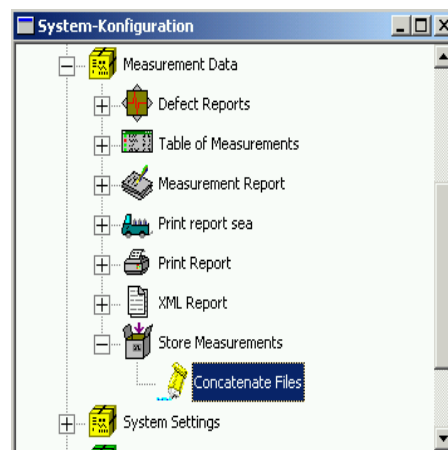 System-Konfiguration
Measurement Data
Defect Reports
Table of Measurements
Measurement Report
Print report sea
Print Report
XML Report
Store Measurements
Concatenate Files
System Settings